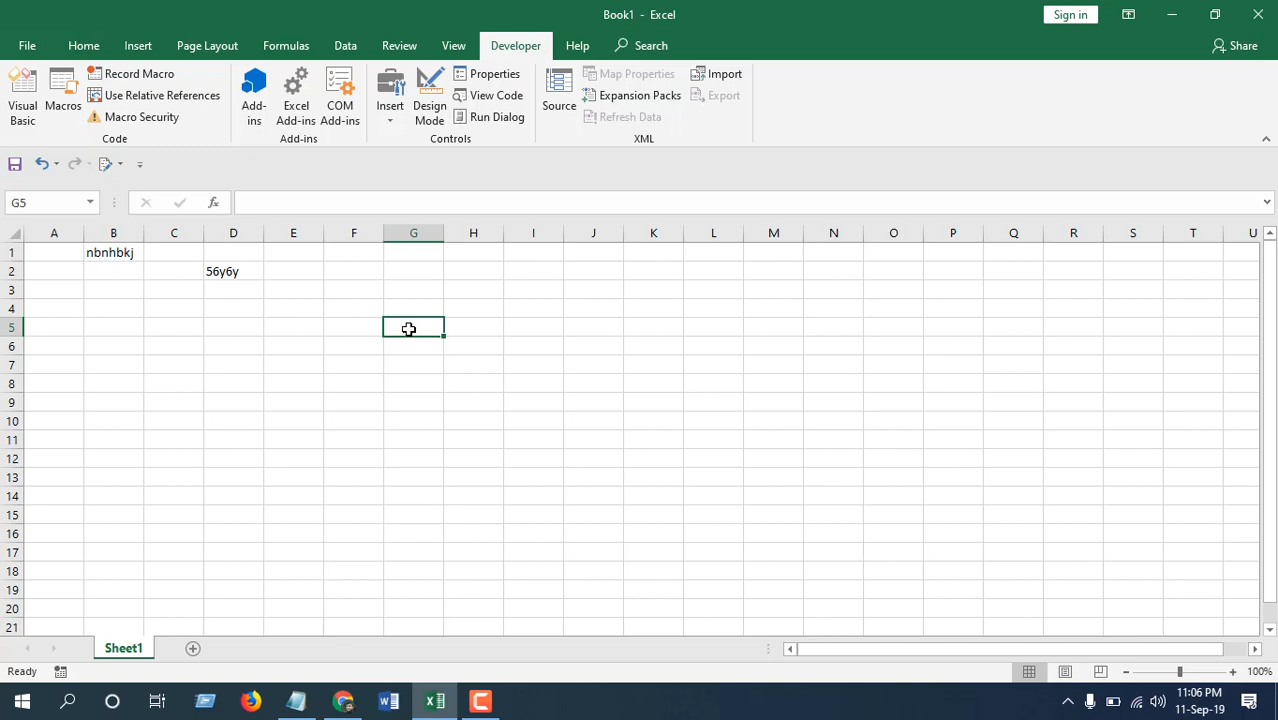 Book1 - Excel
Sign in
File Home Insert Page Layout Formulas Data Review View Developer Help Search Share
Visual Basic
Macros
Record Macro
Use Relative References
Macro Security
Code
Add-ins
Excel Add-ins
COM Add-ins
Add-ins
Insert
Design Mode
Properties
View Code
Run Dialog
Controls
Source
Map Properties
Expansion Packs
Refresh Data
Import
Export
XML
G5
fx
A B C D E F G H I J K L M N O P Q R S T U
1 nbnhbkj
2 56y6y
3
4
5
6
7
8
9
10
11
12
13
14
15
16
17
18
19
20
21
Sheet1
Ready
100%
11:06 PM
11-Sep-19